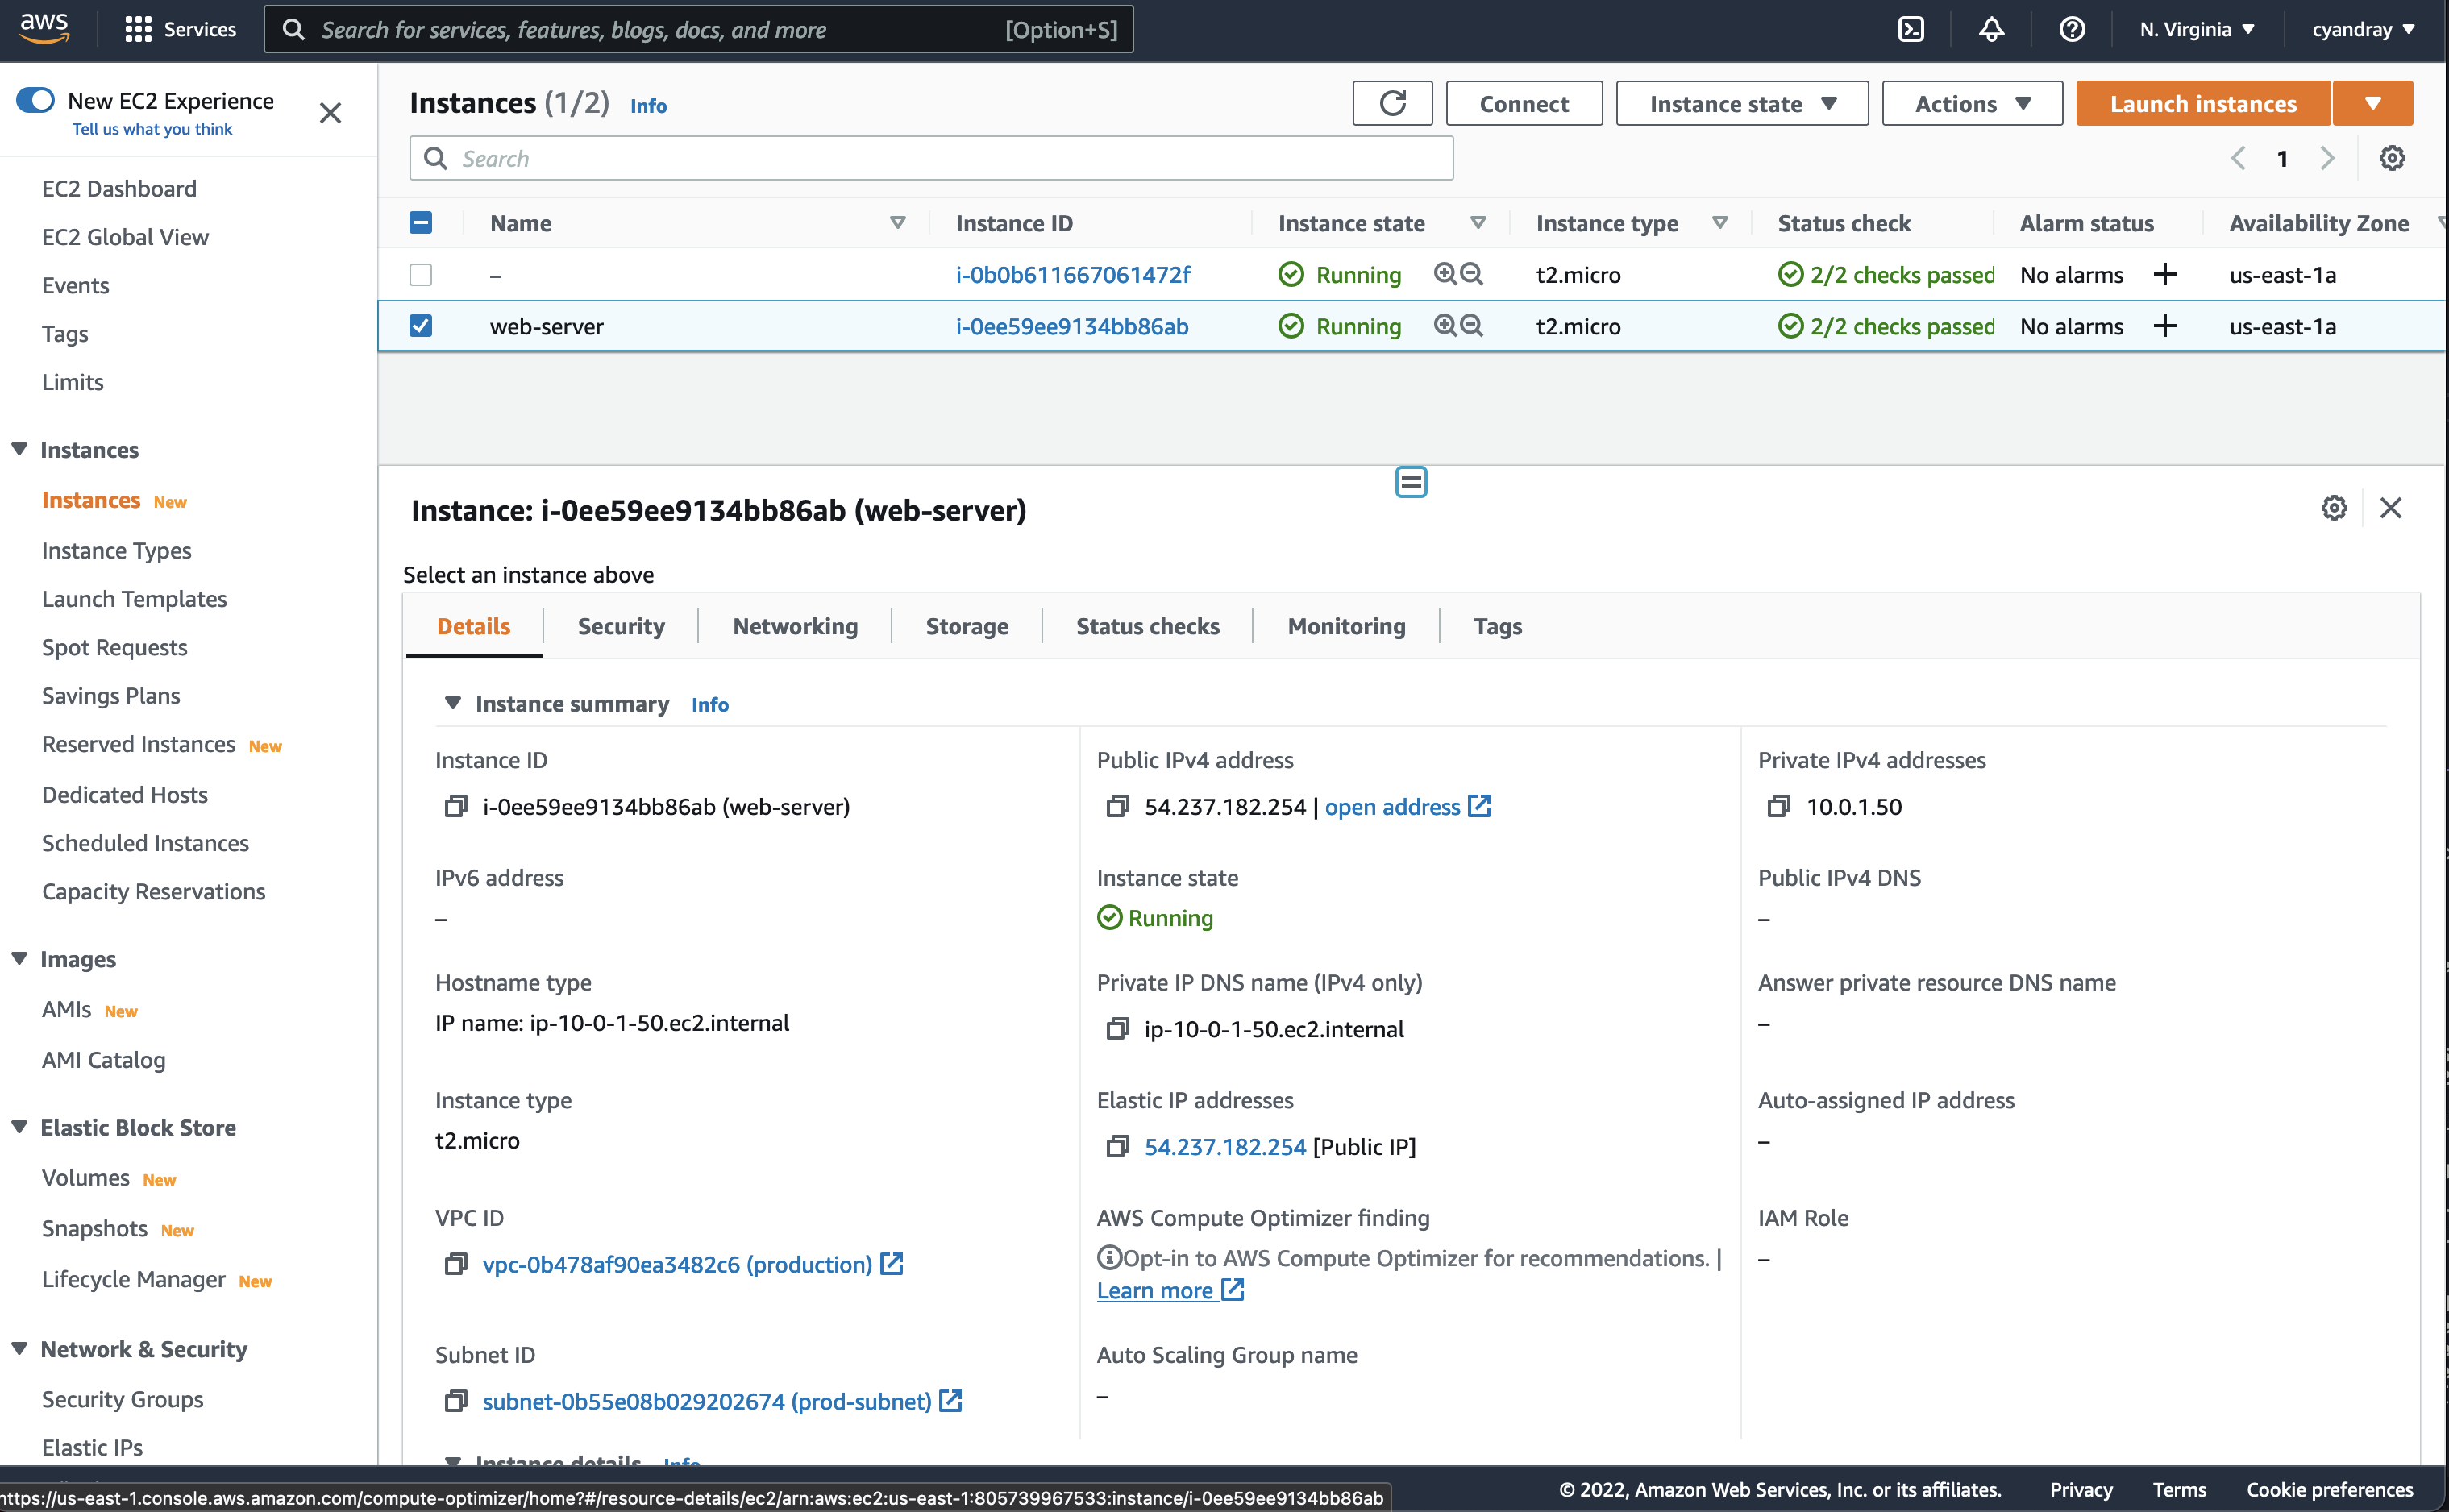 aws
Services
Search for services, features, blogs, docs, and more
[Option+S]
N. Virginia
cyandray
New EC2 Experience
Tell us what you think
EC2 Dashboard
EC2 Global View
Events
Tags
Limits
Instances
Instances New
Instance Types
Launch Templates
Spot Requests
Savings Plans
Reserved Instances New
Dedicated Hosts
Scheduled Instances
Capacity Reservations
Images
AMIs New
AMI Catalog
Elastic Block Store
Volumes New
Snapshots New
Lifecycle Manager New
Network & Security
Security Groups
Elastic IPs
Instances (1/2) Info
Connect
Instance state
Actions
Launch instances
Search
1
Name Instance ID Instance state Instance type Status check Alarm status Availability Zone
– i-0b0b611667061472f Running t2.micro 2/2 checks passed No alarms + us-east-1a
web-server i-0ee59ee9134bb86ab Running t2.micro 2/2 checks passed No alarms + us-east-1a
Instance: i-0ee59ee9134bb86ab (web-server)
Select an instance above
Details Security Networking Storage Status checks Monitoring Tags
Instance summary Info
Instance ID
i-0ee59ee9134bb86ab (web-server)
Public IPv4 address
54.237.182.254 | open address
Private IPv4 addresses
10.0.1.50
IPv6 address
–
Instance state
Running
Public IPv4 DNS
–
Hostname type
IP name: ip-10-0-1-50.ec2.internal
Private IP DNS name (IPv4 only)
ip-10-0-1-50.ec2.internal
Answer private resource DNS name
–
Instance type
t2.micro
Elastic IP addresses
54.237.182.254 [Public IP]
Auto-assigned IP address
–
VPC ID
vpc-0b478af90ea3482c6 (production)
AWS Compute Optimizer finding
Opt-in to AWS Compute Optimizer for recommendations. |
Learn more
IAM Role
–
Subnet ID
subnet-0b55e08b029202674 (prod-subnet)
Auto Scaling Group name
–
Instance details Info
https://us-east-1.console.aws.amazon.com/compute-optimizer/home?#/resource-details/ec2/arn:aws:ec2:us-east-1:805739967533:instance/i-0ee59ee9134bb86ab
© 2022, Amazon Web Services, Inc. or its affiliates.
Privacy
Terms
Cookie preferences